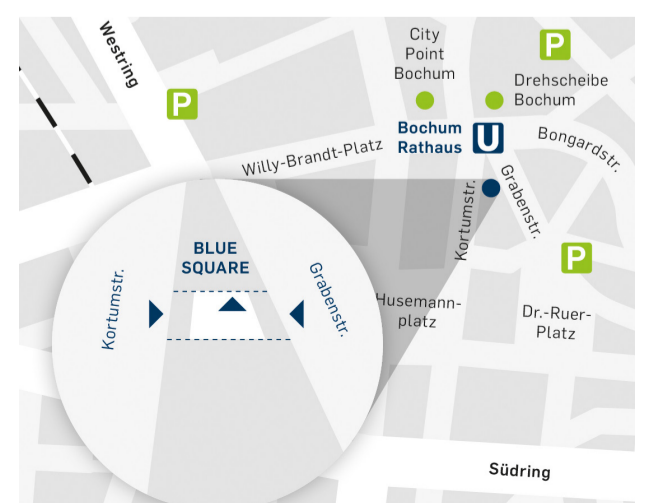 Westring
P
City
Point
Bochum
P
Drehscheibe
Bochum
Bochum
Rathaus
U
Bongardstr.
Willy-Brandt-Platz
Kortumstr.
Grabenstr.
P
BLUE
SQUARE
Kortumstr.
Grabenstr.
Husemann-
platz
Dr.-Ruer-
Platz
Südring